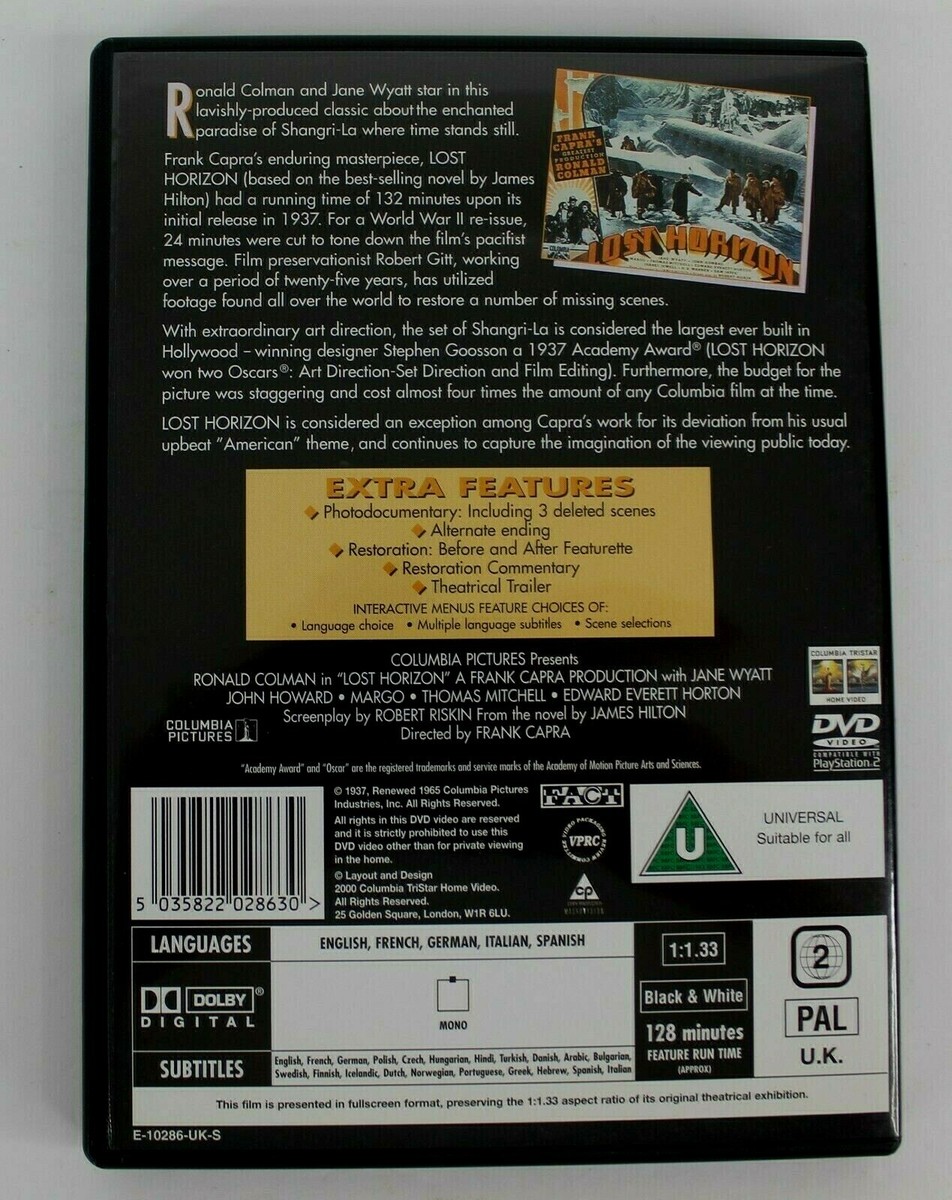 Ronald Colman and Jane Wyatt star in this
lavishly-produced classic about the enchanted
paradise of Shangri-La where time stands still.
Frank Capra's enduring masterpiece, LOST
HORIZON (based on the best-selling novel by James
Hilton) had a running time of 132 minutes upon its
initial release in 1937. For a World War II re-issue,
24 minutes were cut to tone down the film's pacifist
message. Film preservationist Robert Gitt, working
over a period of twenty-five years, has utilized
footage found all over the world to restore a number of missing scenes.
FRANK
CAPRA'S
GREATEST
PRODUCTION
RONALD
COLMAN
LOST HORIZON
With extraordinary art direction, the set of Shangri-La is considered the largest ever built in
Hollywood – winning designer Stephen Goosson a 1937 Academy Award® (LOST HORIZON
won two Oscars®: Art Direction-Set Direction and Film Editing). Furthermore, the budget for the
picture was staggering and cost almost four times the amount of any Columbia film at the time.
LOST HORIZON is considered an exception among Capra's work for its deviation from his usual
upbeat "American" theme, and continues to capture the imagination of the viewing public today.
EXTRA FEATURES
Photodocumentary: Including 3 deleted scenes
Alternate ending
Restoration: Before and After Featurette
Restoration Commentary
Theatrical Trailer
INTERACTIVE MENUS FEATURE CHOICES OF:
• Language choice • Multiple language subtitles • Scene selections
COLUMBIA PICTURES Presents
RONALD COLMAN in "LOST HORIZON" A FRANK CAPRA PRODUCTION with JANE WYATT
JOHN HOWARD • MARGO • THOMAS MITCHELL • EDWARD EVERETT HORTON
Screenplay by ROBERT RISKIN From the novel by JAMES HILTON
Directed by FRANK CAPRA
COLUMBIA
PICTURES
COLUMBIA TRISTAR
HOME VIDEO
DVD
VIDEO
COMPATIBLE WITH
PlayStation.2
"Academy Award" and "Oscar" are the registered trademarks and service marks of the Academy of Motion Picture Arts and Sciences.
5 035822 028630 >
© 1937, Renewed 1965 Columbia Pictures
Industries, Inc. All Rights Reserved.
All rights in this DVD video are reserved
and it is strictly prohibited to use this
DVD video other than for private viewing
in the home.
© Layout and Design
2000 Columbia TriStar Home Video.
All Rights Reserved.
25 Golden Square, London, W1R 6LU.
FACT
VIDEO PACKAGING REVIEW COMMITTEE
VPRC
cp
U
UNIVERSAL
Suitable for all
LANGUAGES
ENGLISH, FRENCH, GERMAN, ITALIAN, SPANISH
DOLBY®
DIGITAL
MONO
1:1.33
Black & White
128 minutes
FEATURE RUN TIME
(APPROX)
2
PAL
U.K.
SUBTITLES
English, French, German, Polish, Czech, Hungarian, Hindi, Turkish, Danish, Arabic, Bulgarian,
Swedish, Finnish, Icelandic, Dutch, Norwegian, Portuguese, Greek, Hebrew, Spanish, Italian
This film is presented in fullscreen format, preserving the 1:1.33 aspect ratio of its original theatrical exhibition.
E-10286-UK-S